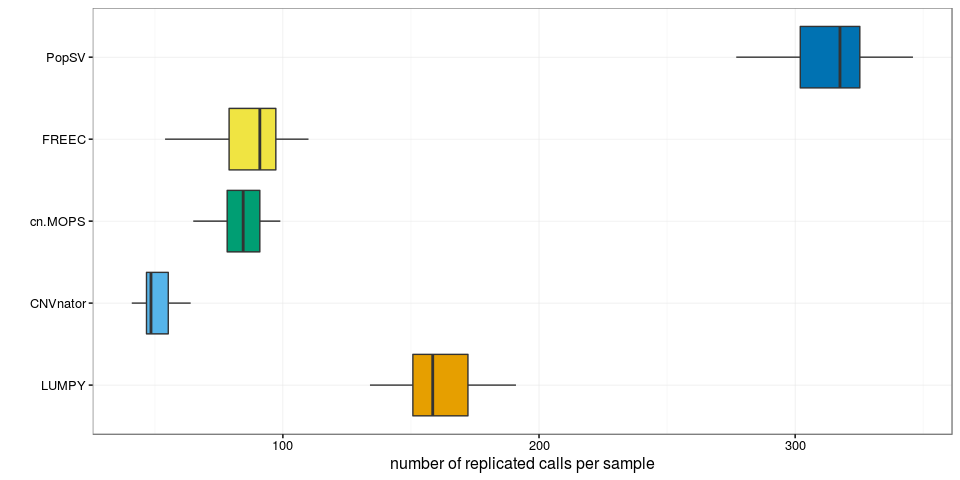 PopSV
FREEC
cn.MOPS
CNVnator
LUMPY
100 200 300
number of replicated calls per sample